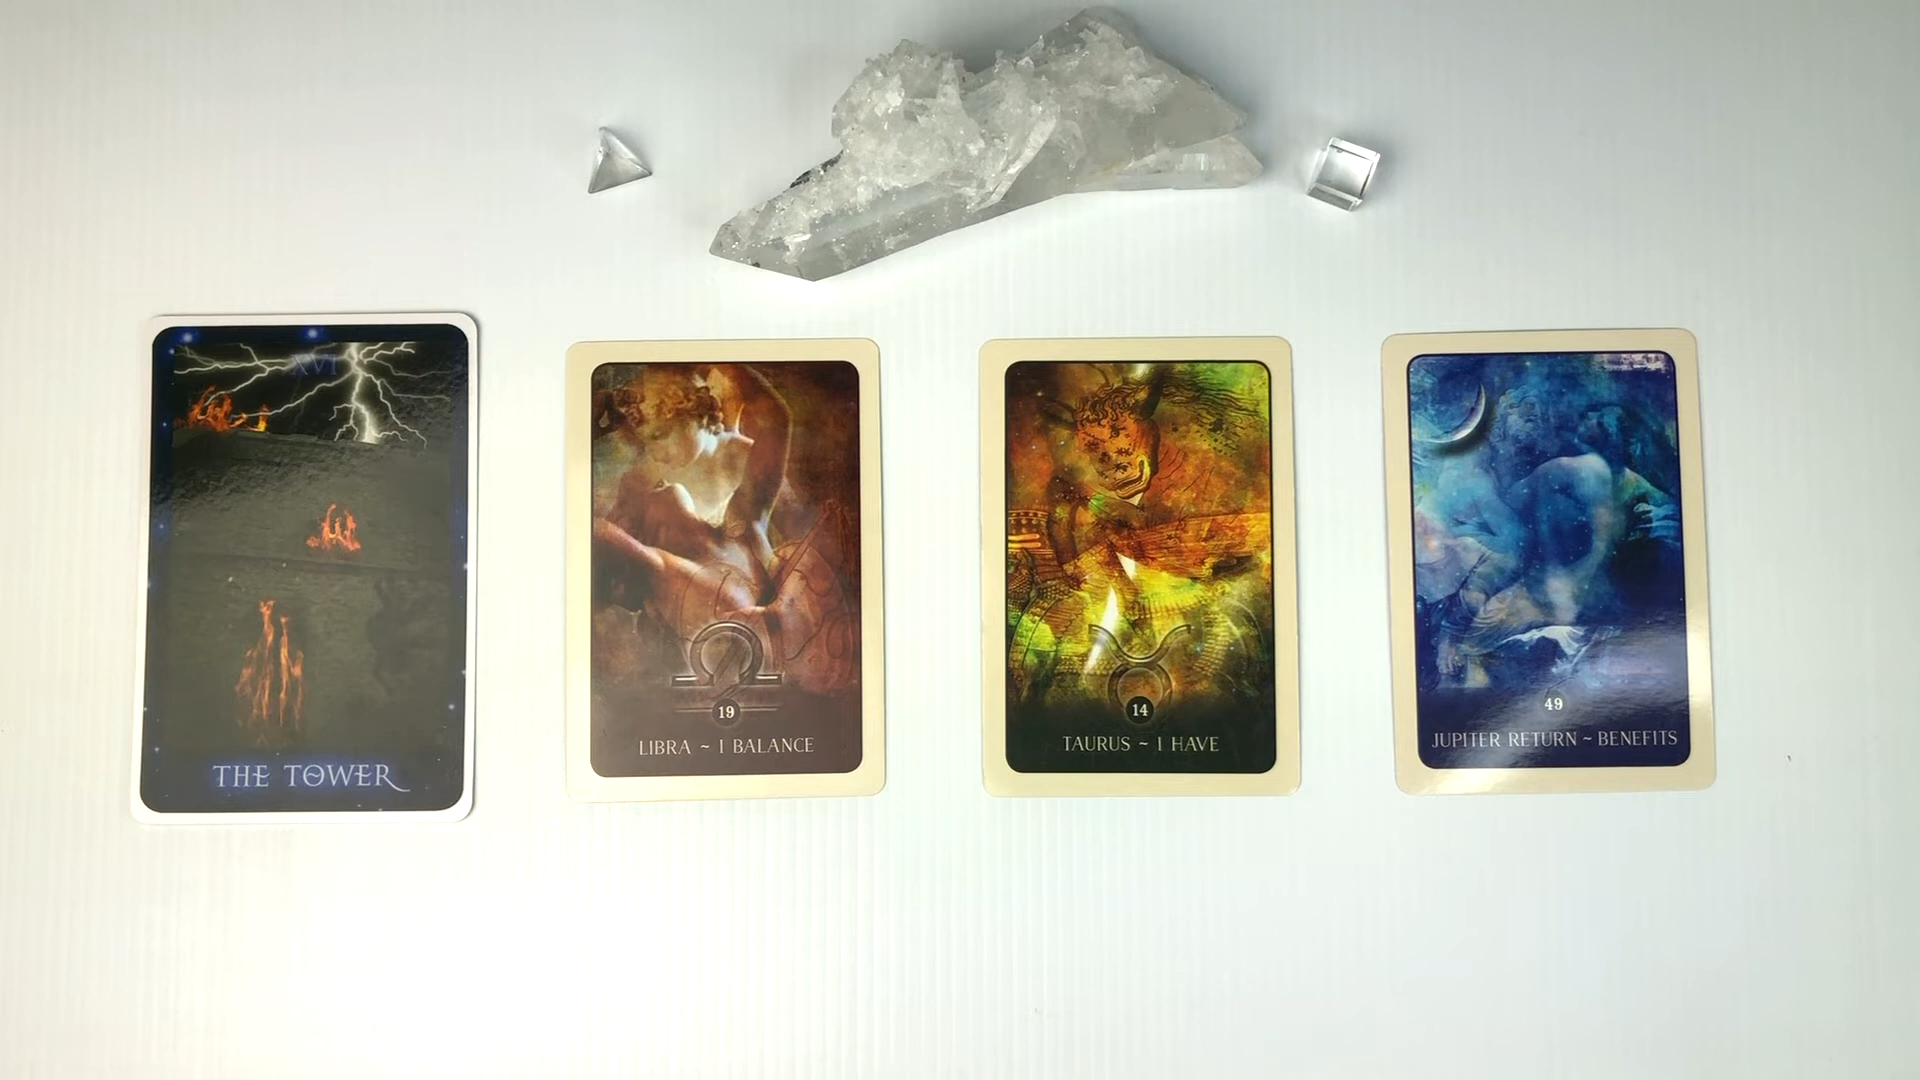 XVI
THE TOWER
19
LIBRA ~ I BALANCE
14
TAURUS ~ I HAVE
49
JUPITER RETURN ~ BENEFITS